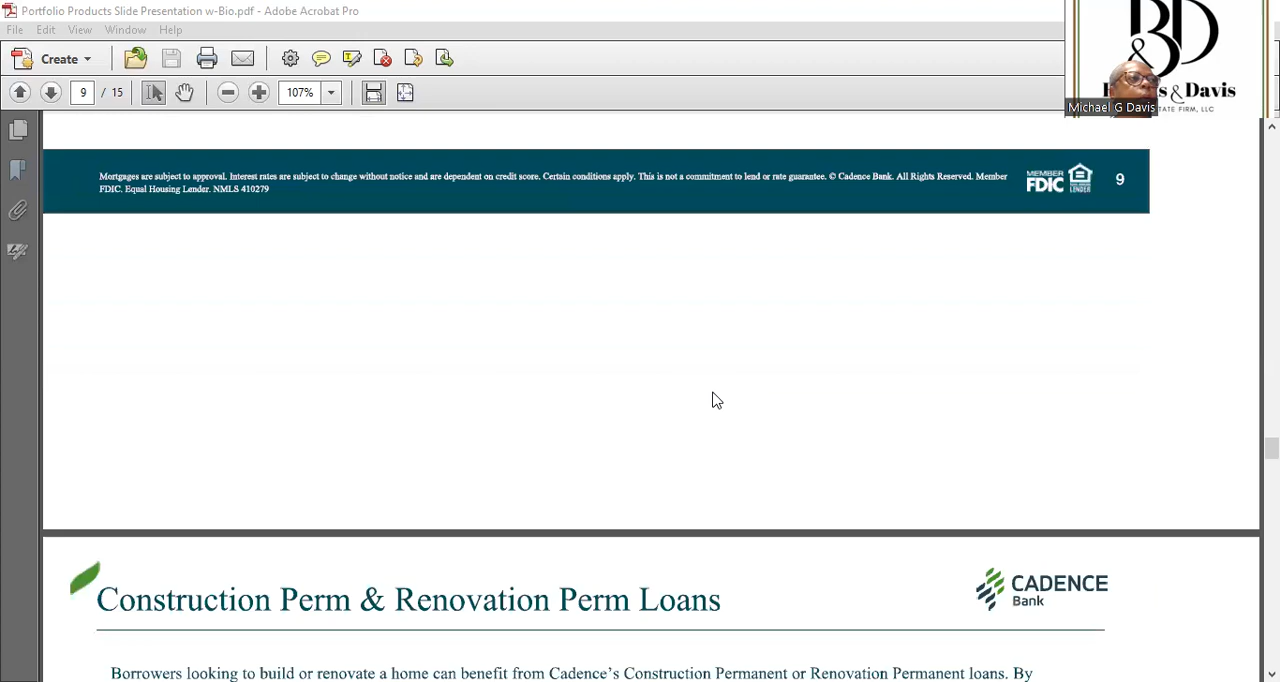 Portfolio Products Slide Presentation w-Bio.pdf - Adobe Acrobat Pro
File Edit View Window Help
Create
9 / 15 107%
B&D
& Davis
Michael G Davis
STATE FIRM, LLC
Mortgages are subject to approval. Interest rates are subject to change without notice and are dependent on credit score. Certain conditions apply. This is not a commitment to lend or rate guarantee. © Cadence Bank. All Rights Reserved. Member
FDIC. Equal Housing Lender. NMLS 410279
MEMBER
FDIC
9
Construction Perm & Renovation Perm Loans
CADENCE
Bank
Borrowers looking to build or renovate a home can benefit from Cadence's Construction Permanent or Renovation Permanent loans. By